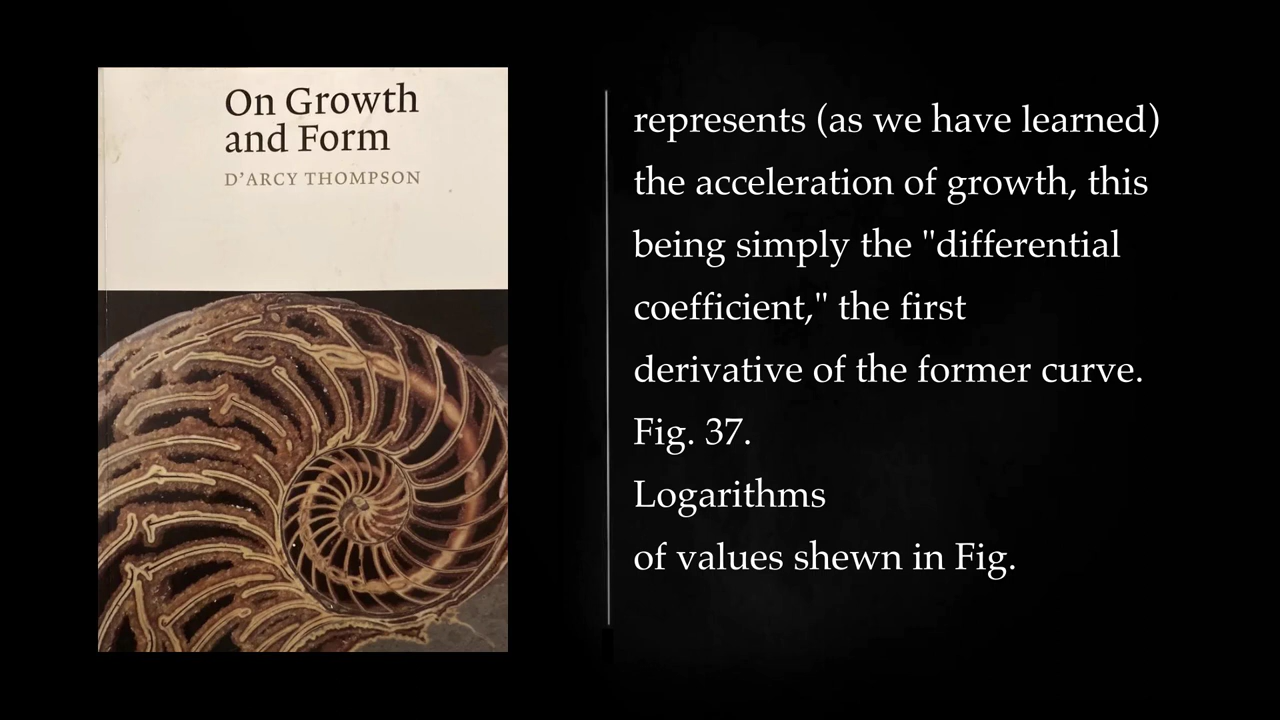 On Growth
and Form
D'ARCY THOMPSON
represents (as we have learned)
the acceleration of growth, this
being simply the "differential
coefficient," the first
derivative of the former curve.
Fig. 37.
Logarithms
of values shewn in Fig.